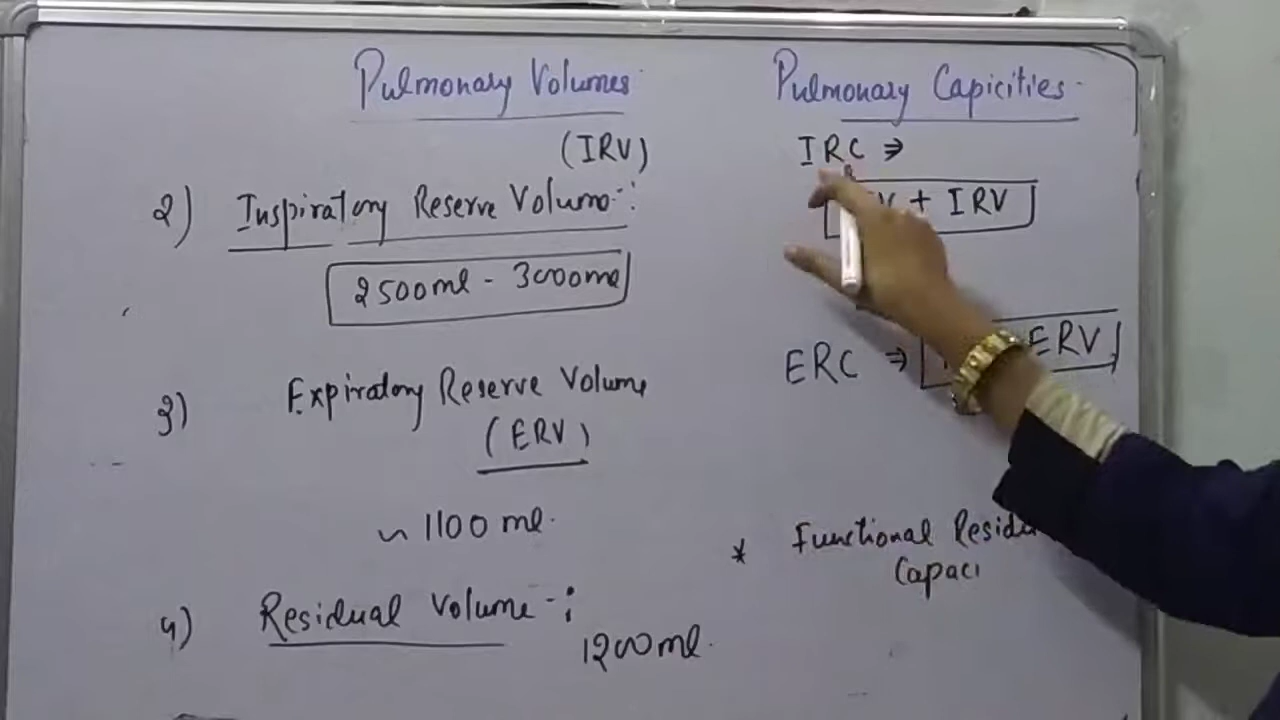 Pulmonary Volumes
(IRV)
2) Inspiratory Reserve Volume -:
2500ml - 3000ml
3) Expiratory Reserve Volume
(ERV)
~ 1100 ml.
4) Residual Volume -:
1200ml.
Pulmonary Capicities -
IRC ⇒
+ IRV
ERC ⇒ ERV
* Functional
Capaci